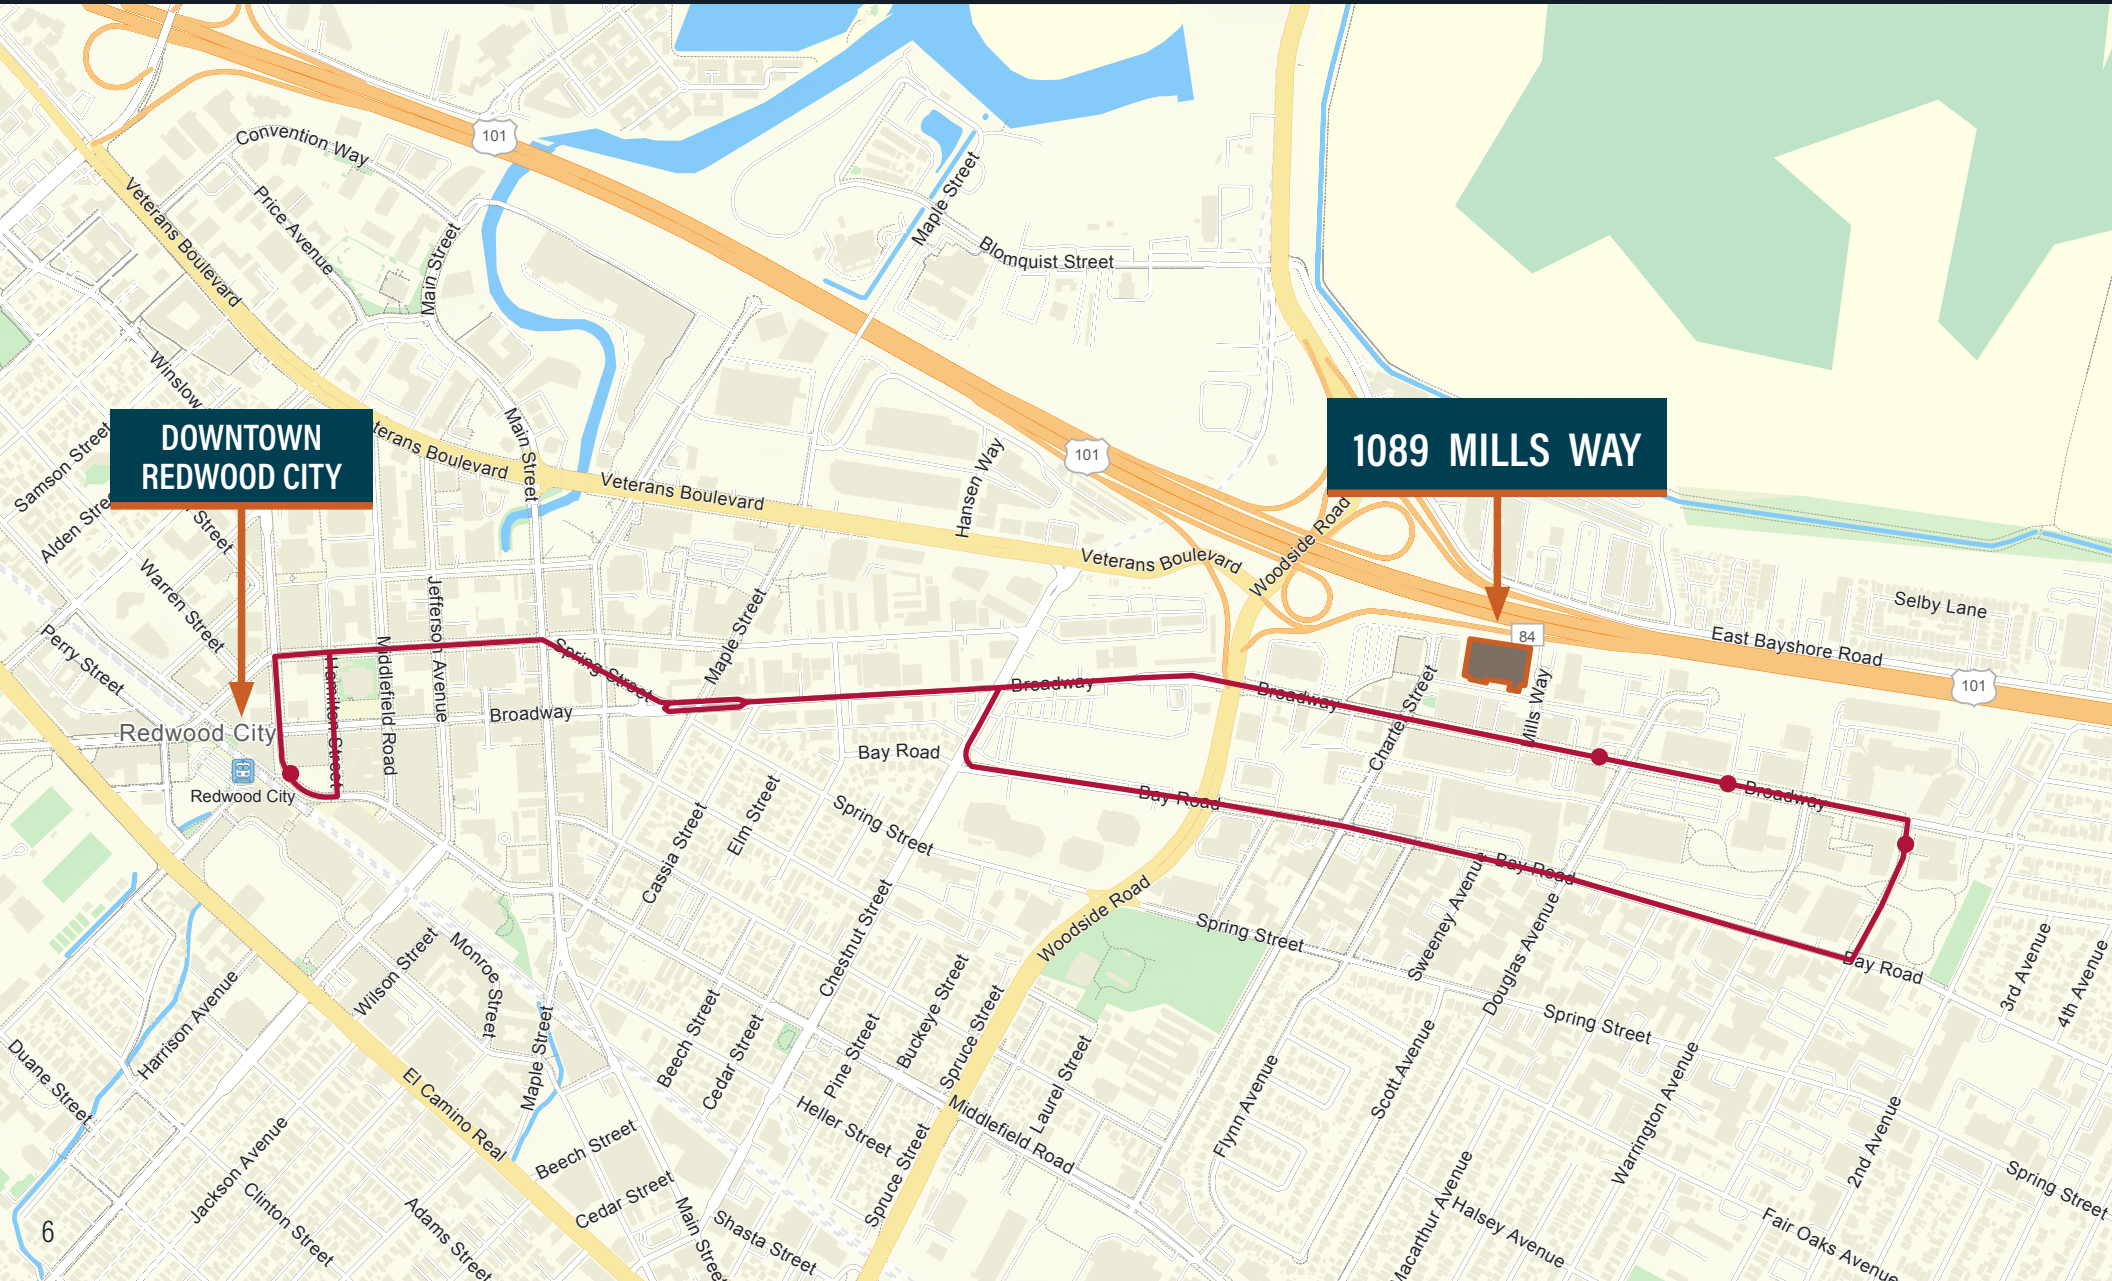 101
Convention Way
Maple Street
Veterans Boulevard
Price Avenue
Main Street
Blomquist Street
Winslow
DOWNTOWN
REDWOOD CITY
1089 MILLS WAY
terans Boulevard
Main Street
101
Hansen Way
Samson Street
Veterans Boulevard
Woodside Road
Alden Stre
Street
Veterans Boulevard
Warren Street
Jefferson Avenue
Maple Street
Selby Lane
84
East Bayshore Road
101
Perry Street
Hamilton Street
Middlefield Road
Spring Street
Broadway
Broadway
Charter Street
Mills Way
Broadway
Redwood City
Bay Road
Redwood City
Bay Road
Broadway
Elm Street
Spring Street
Cassia Street
Bay Road
Sweeney Avenue
Douglas Avenue
Woodside Road
Spring Street
Chestnut Street
Bay Road
3rd Avenue
4th Avenue
Wilson Street
Monroe Street
Harrison Avenue
Buckeye Street
Spruce Street
Beech Street
Cedar Street
Pine Street
Maple Street
Spring Street
Scott Avenue
Laurel Street
Flynn Avenue
Warrington Avenue
2nd Avenue
Duane Street
El Camino Real
Heller Street
Middlefield Road
Beech Street
Spruce Street
Jackson Avenue
Clinton Street
Cedar Street
Adams Street
Main Street
Shasta Street
Macarthur Avenue
Halsey Avenue
Fair Oaks Avenue
Spring Street
6